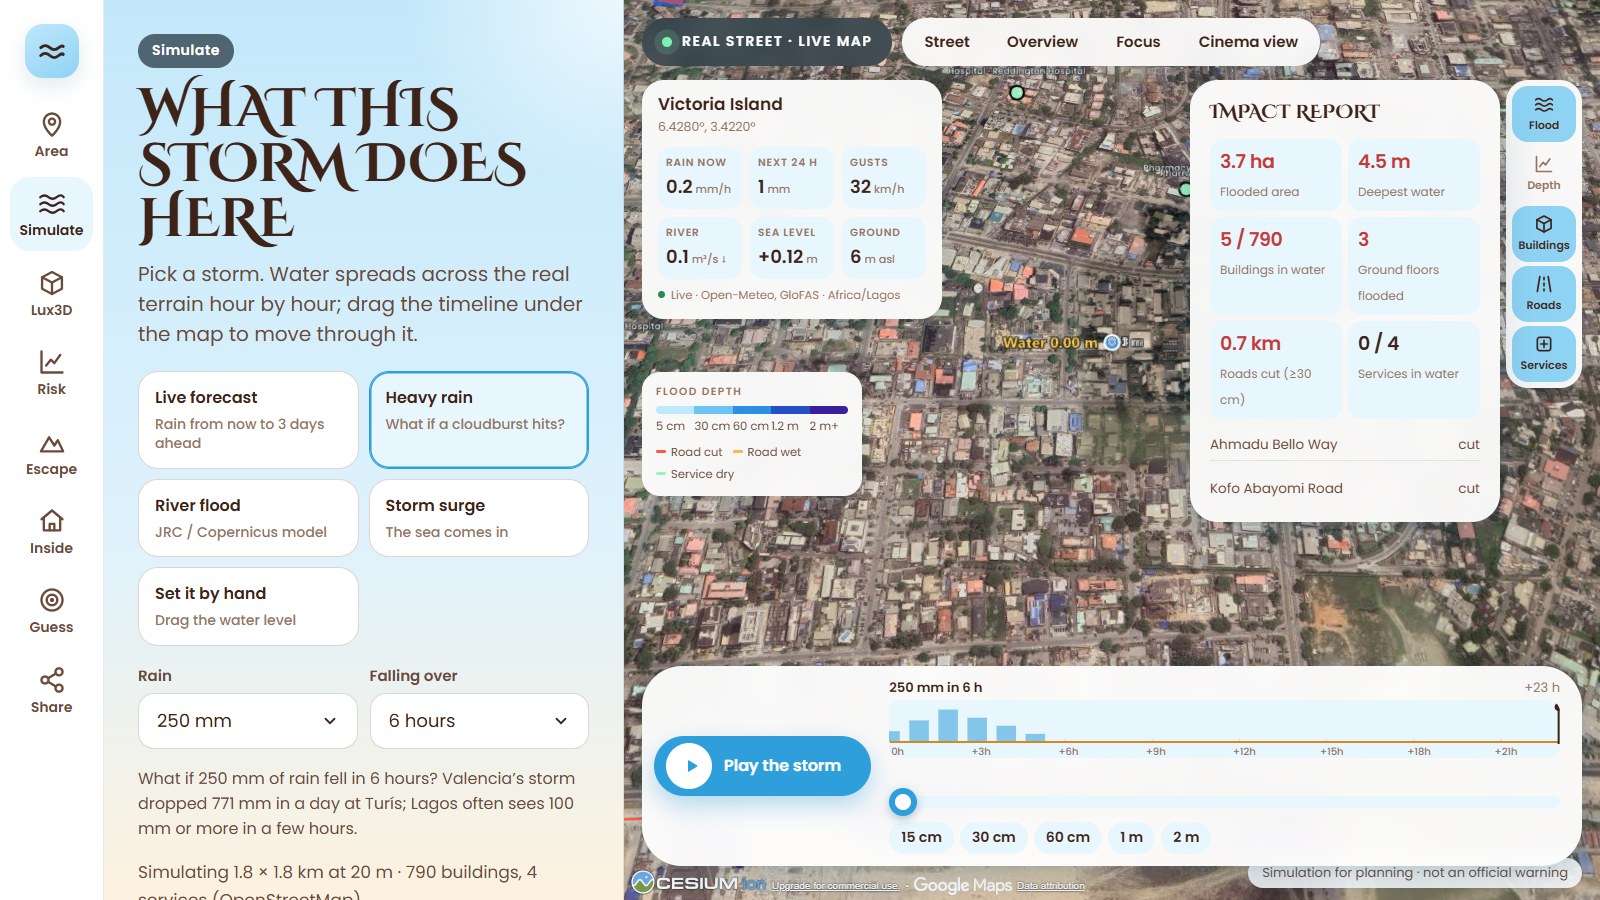 Area
Simulate
Lux3D
Risk
Escape
Inside
Guess
Share
Simulate
WHAT THIS
STORM DOES
HERE
Pick a storm. Water spreads across the real
terrain hour by hour; drag the timeline under
the map to move through it.
Live forecast
Rain from now to 3 days
ahead
Heavy rain
What if a cloudburst hits?
River flood
JRC / Copernicus model
Storm surge
The sea comes in
Set it by hand
Drag the water level
Rain
Falling over
250 mm
6 hours
What if 250 mm of rain fell in 6 hours? Valencia’s storm
dropped 771 mm in a day at Turís; Lagos often sees 100
mm or more in a few hours.
Simulating 1.8 × 1.8 km at 20 m · 790 buildings, 4
services (OpenStreetMap)
REAL STREET · LIVE MAP
Street
Overview
Focus
Cinema view
Hospital · Reddington Hospital
Victoria Island
6.4280°, 3.4220°
RAIN NOW
0.2 mm/h
NEXT 24 H
1 mm
GUSTS
32 km/h
RIVER
0.1 m³/s ↓
SEA LEVEL
+0.12 m
GROUND
6 m asl
Live · Open-Meteo, GloFAS · Africa/Lagos
Hospital
Water 0.00 m
FLOOD DEPTH
5 cm 30 cm 60 cm 1.2 m 2 m+
Road cut
Road wet
Service dry
IMPACT REPORT
3.7 ha
Flooded area
4.5 m
Deepest water
5 / 790
Buildings in water
3
Ground floors
flooded
0.7 km
Roads cut (≥30
cm)
0 / 4
Services in water
Ahmadu Bello Way cut
Kofo Abayomi Road cut
Flood
Depth
Buildings
Roads
Services
Play the storm
250 mm in 6 h
+23 h
0h +3h +6h +9h +12h +15h +18h +21h
15 cm
30 cm
60 cm
1 m
2 m
CESIUM ion
Upgrade for commercial use.
Google Maps
Data attribution
Simulation for planning · not an official warning